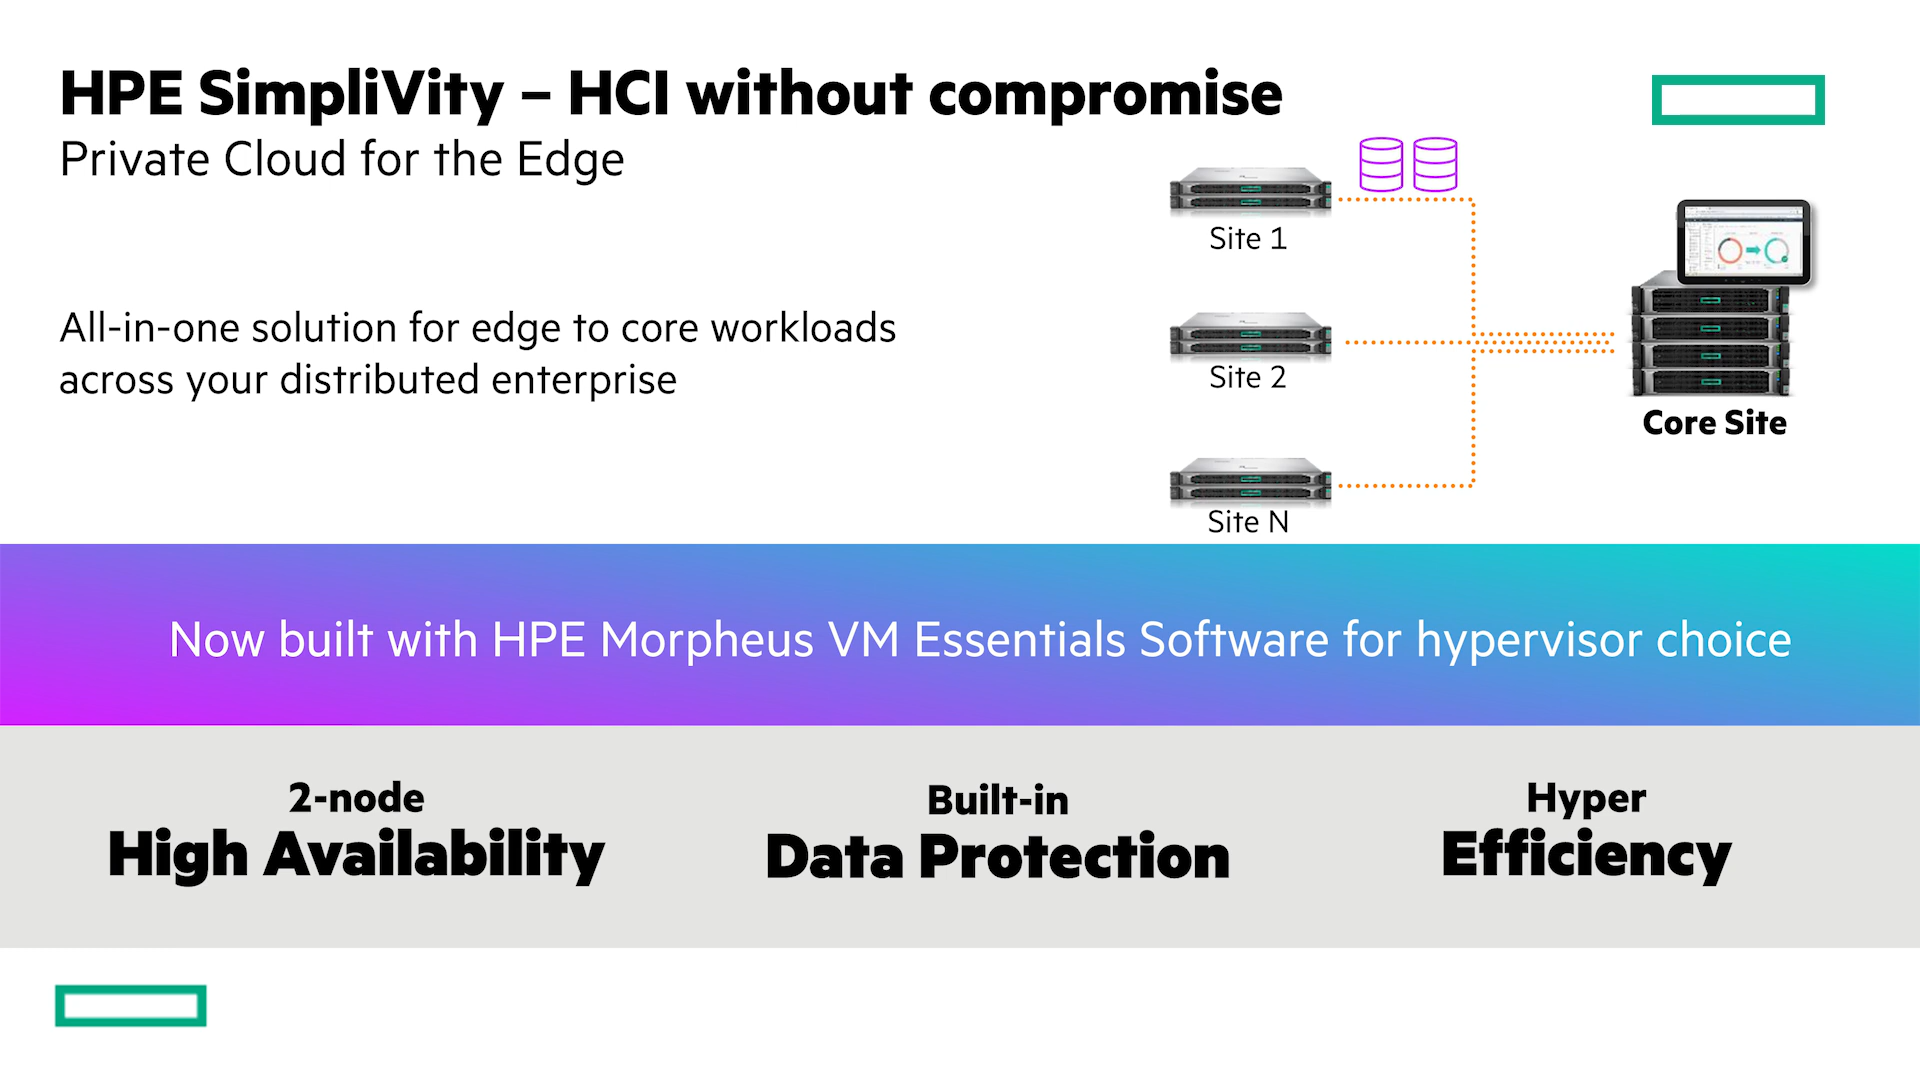 HPE SimpliVity – HCI without compromise
Private Cloud for the Edge
All-in-one solution for edge to core workloads
across your distributed enterprise
Site 1
Site 2
Site N
Core Site
Now built with HPE Morpheus VM Essentials Software for hypervisor choice
2-node
High Availability
Built-in
Data Protection
Hyper
Efficiency